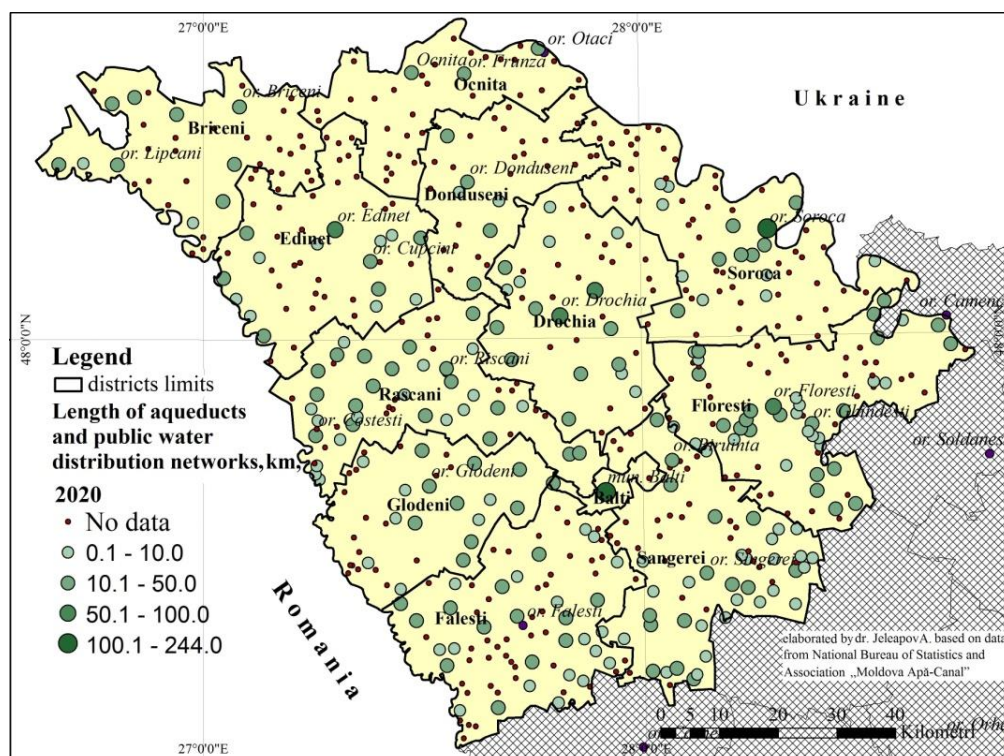 27°0'0"E
28°0'0"E
or. Otaci
Ocnita
or. Frunza
Ocnita
Ukraine
or. Briceni
Briceni
or. Lipcani
or. Donduseni
Donduseni
or. Edinet
Edinet
or. Cupcini
or. Soroca
Soroca
or. Drochia
Drochia
or. Camenca
48°0'0"N
48°0'0"N
Legend
districts limits
Length of aqueducts
and public water
distribution networks, km,
2020
No data
0.1 - 10.0
10.1 - 50.0
50.1 - 100.0
100.1 - 244.0
or. Riscani
Rascani
or. Costesti
or. Floresti
Floresti
or. Ghindesti
or. Biruinta
or. Soldanes
or. Glodeni
Glodeni
mun. Balti
Balti
Sangerei
or. Singerei
Romania
Falesti
or. Falesti
elaborated by dr. Jeleapov A. based on data
from National Bureau of Statistics and
Association „Moldova Apă-Canal”
0 5 10 20 30 40
Kilometri
27°0'0"E
28°0'0"E